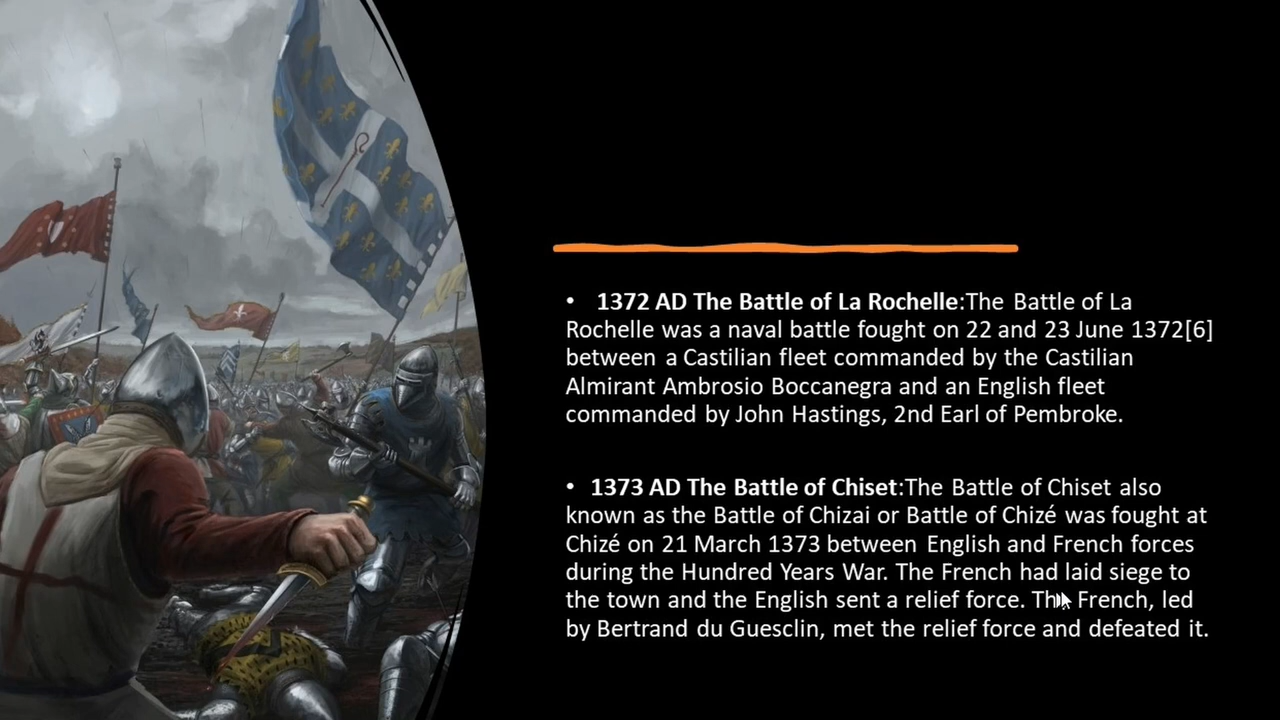 • 1372 AD The Battle of La Rochelle:The Battle of La
Rochelle was a naval battle fought on 22 and 23 June 1372[6]
between a Castilian fleet commanded by the Castilian
Almirant Ambrosio Boccanegra and an English fleet
commanded by John Hastings, 2nd Earl of Pembroke.
• 1373 AD The Battle of Chiset:The Battle of Chiset also
known as the Battle of Chizai or Battle of Chizé was fought at
Chizé on 21 March 1373 between English and French forces
during the Hundred Years War. The French had laid siege to
the town and the English sent a relief force. The French, led
by Bertrand du Guesclin, met the relief force and defeated it.